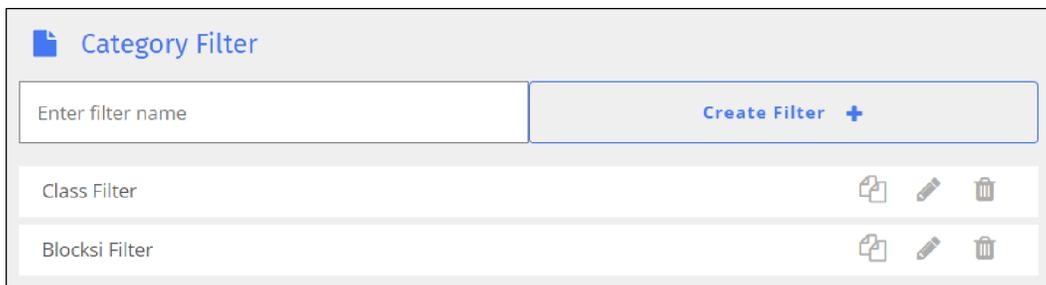 Category Filter
Enter filter name
Create Filter
Class Filter
Blocksi Filter